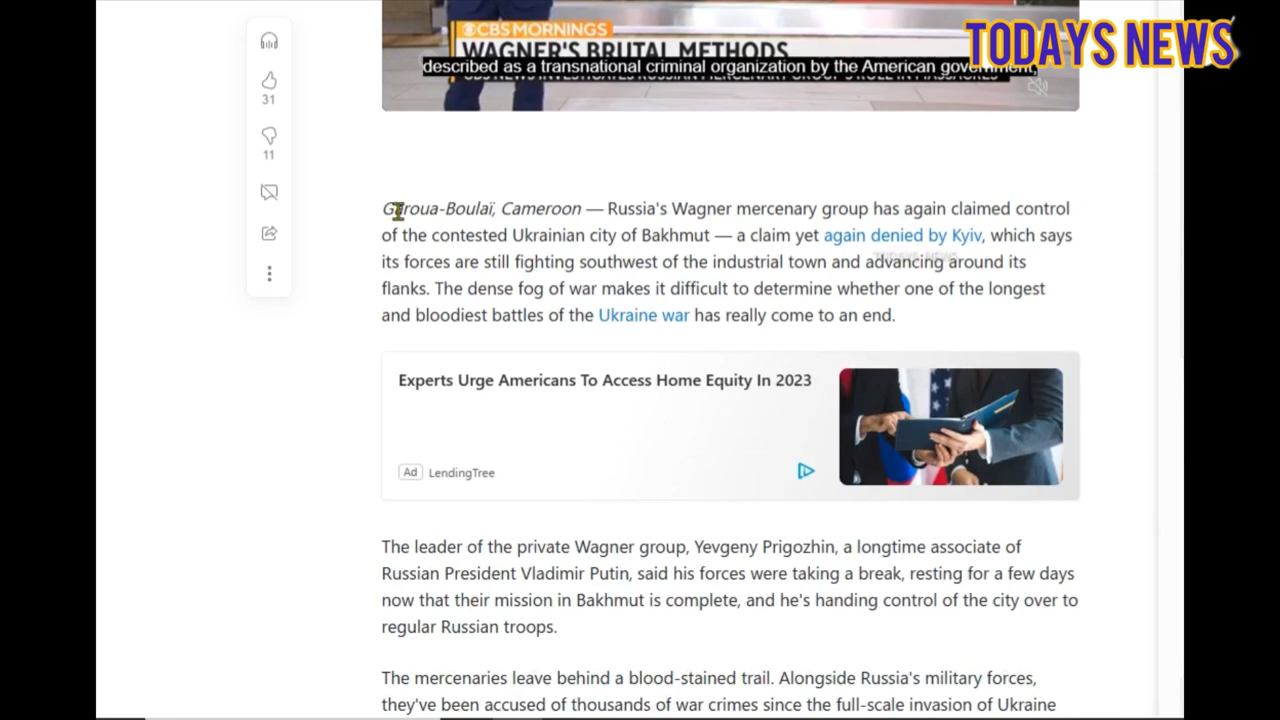 TODAYS NEWS
CBS MORNINGS
WAGNER'S BRUTAL METHODS
described as a transnational criminal organization by the American government,
31
11
Garoua-Boulaï, Cameroon — Russia's Wagner mercenary group has again claimed control
of the contested Ukrainian city of Bakhmut — a claim yet again denied by Kyiv, which says
its forces are still fighting southwest of the industrial town and advancing around its
flanks. The dense fog of war makes it difficult to determine whether one of the longest
and bloodiest battles of the Ukraine war has really come to an end.
Experts Urge Americans To Access Home Equity In 2023
Ad LendingTree
The leader of the private Wagner group, Yevgeny Prigozhin, a longtime associate of
Russian President Vladimir Putin, said his forces were taking a break, resting for a few days
now that their mission in Bakhmut is complete, and he's handing control of the city over to
regular Russian troops.
The mercenaries leave behind a blood-stained trail. Alongside Russia's military forces,
they've been accused of thousands of war crimes since the full-scale invasion of Ukraine